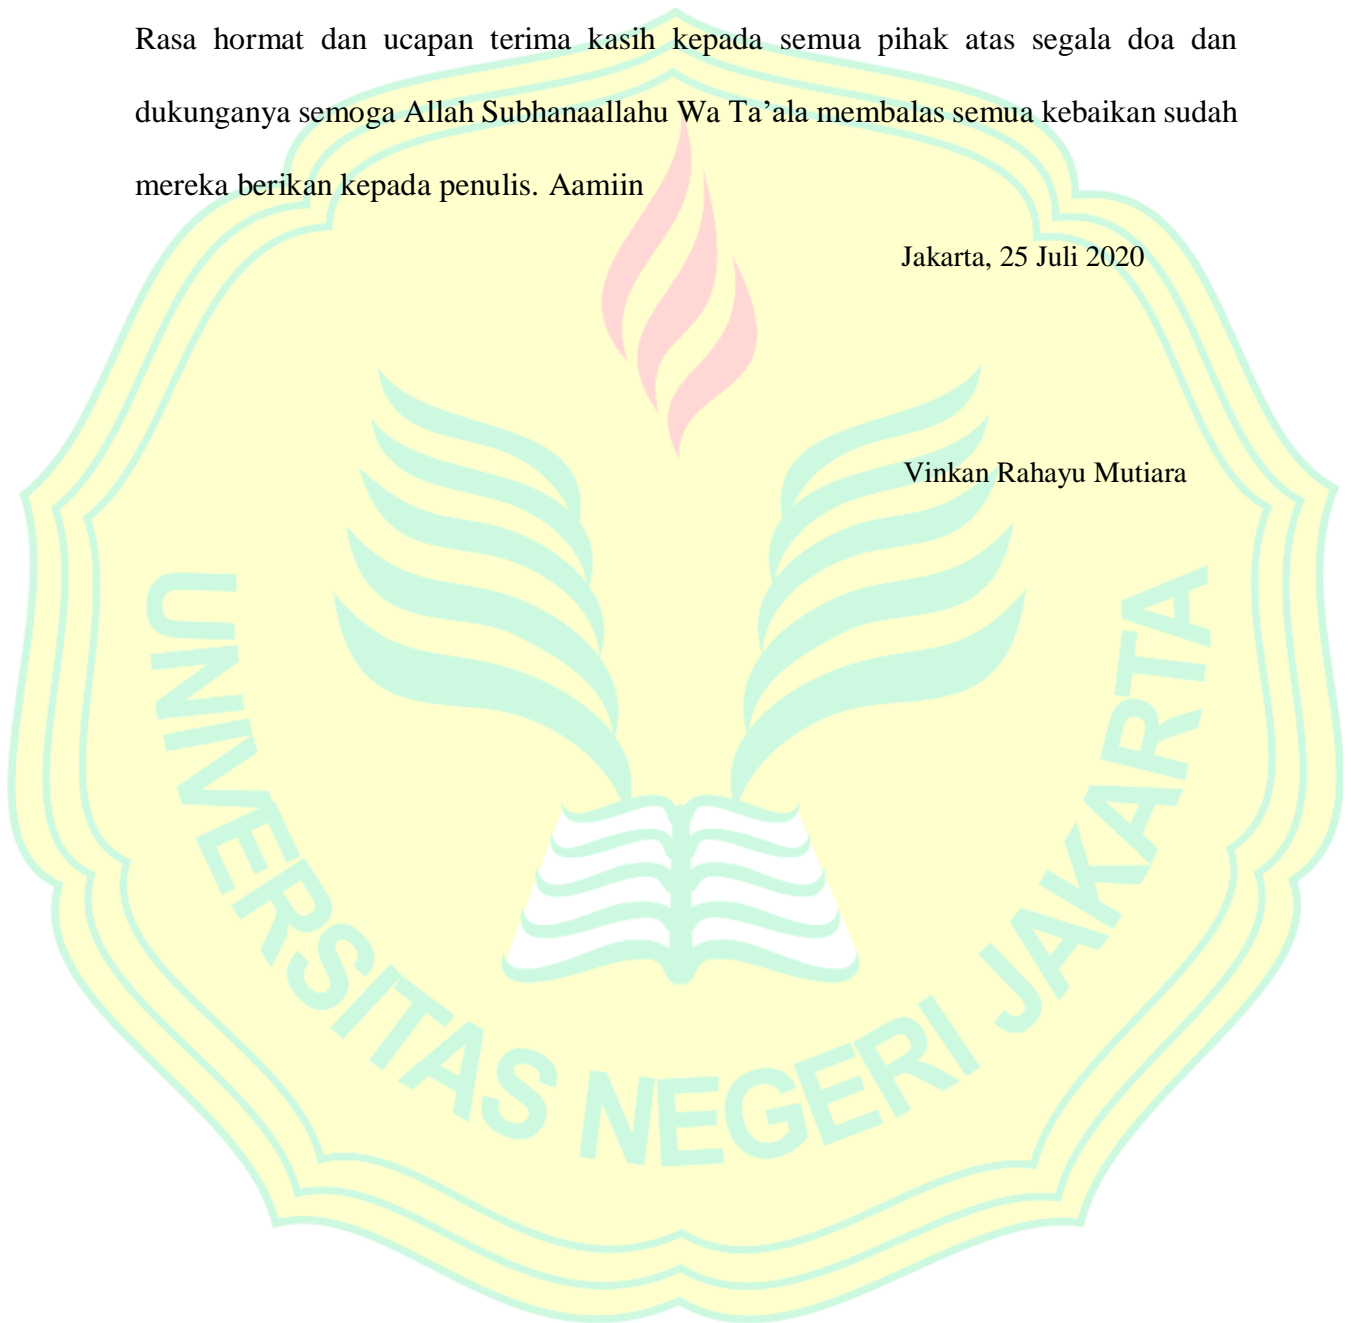 Rasa hormat dan ucapan terima kasih kepada semua pihak atas segala doa dan
dukunganya semoga Allah Subhanaallahu Wa Ta’ala membalas semua kebaikan sudah
mereka berikan kepada penulis. Aamiin
Jakarta, 25 Juli 2020
Vinkan Rahayu Mutiara
UNIVERSITAS NEGERI JAKARTA